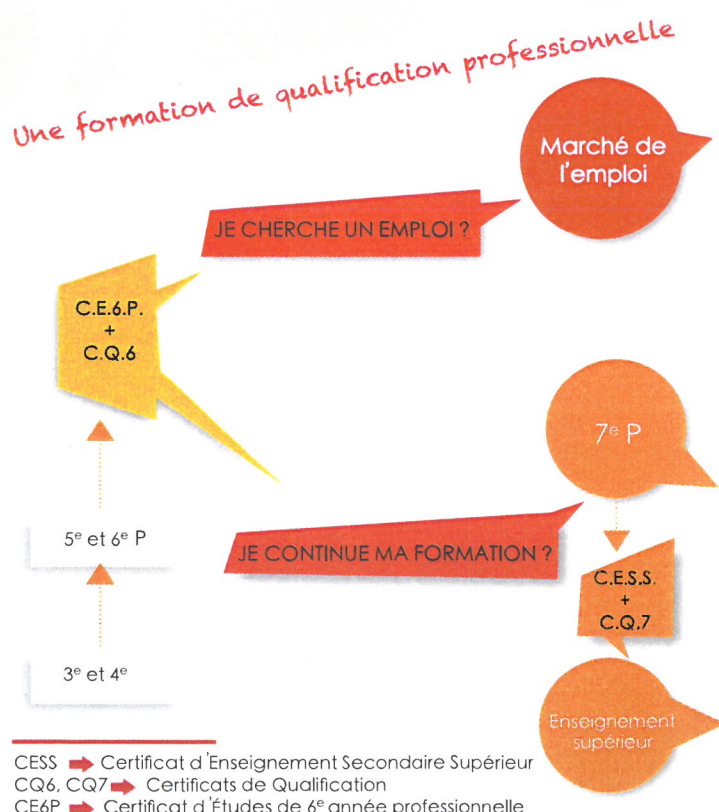 Une formation de qualification professionnelle
Marché de
l'emploi
JE CHERCHE UN EMPLOI ?
C.E.6.P.
+
C.Q.6
7e P
5e et 6e P
JE CONTINUE MA FORMATION ?
C.E.S.S.
+
C.Q.7
3e et 4e
Enseignement
supérieur
CESS ➡ Certificat d'Enseignement Secondaire Supérieur
CQ6, CQ7 ➡ Certificats de Qualification
CE6P ➡ Certificat d'Études de 6e année professionnelle